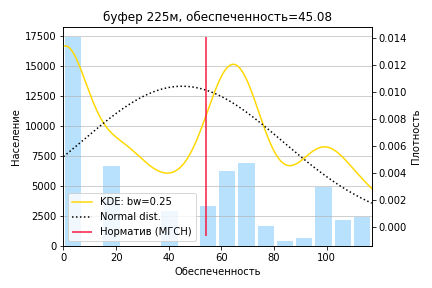 буфер 225м, обеспеченность=45.08
17500
15000
12500
10000
7500
5000
2500
0
Население
0.014
0.012
0.010
0.008
0.006
0.004
0.002
0.000
Плотность
KDE: bw=0.25
Normal dist.
Норматив (МГСН)
0 20 40 60 80 100
Обеспеченность